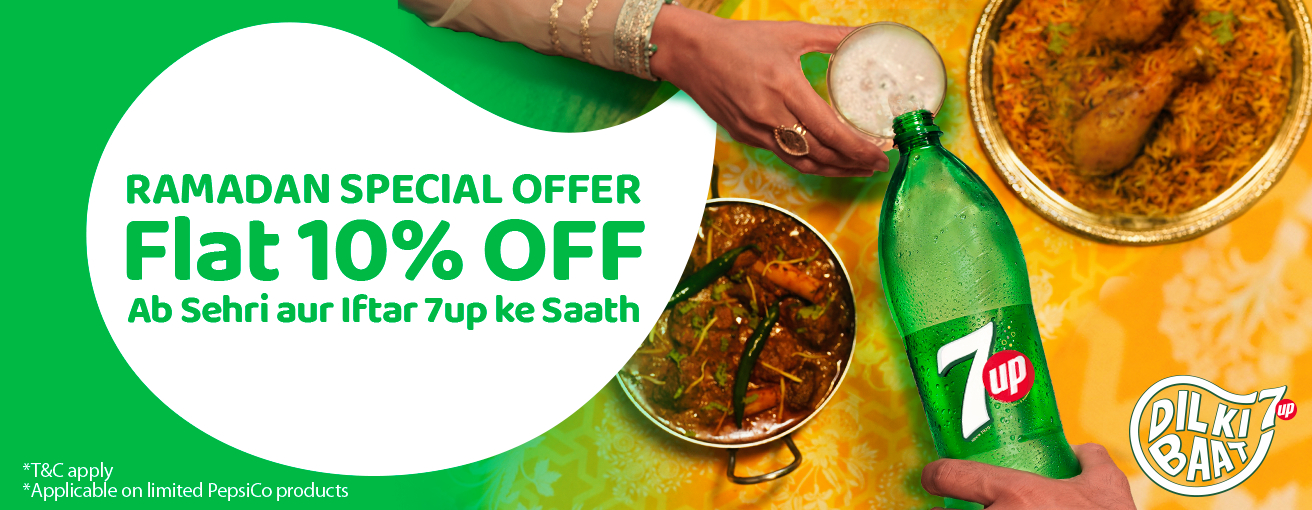 RAMADAN SPECIAL OFFER
Flat 10% OFF
Ab Sehri aur Iftar 7up ke Saath
*T&C apply
*Applicable on limited PepsiCo products
7up
DIL KI
BAAT
7up